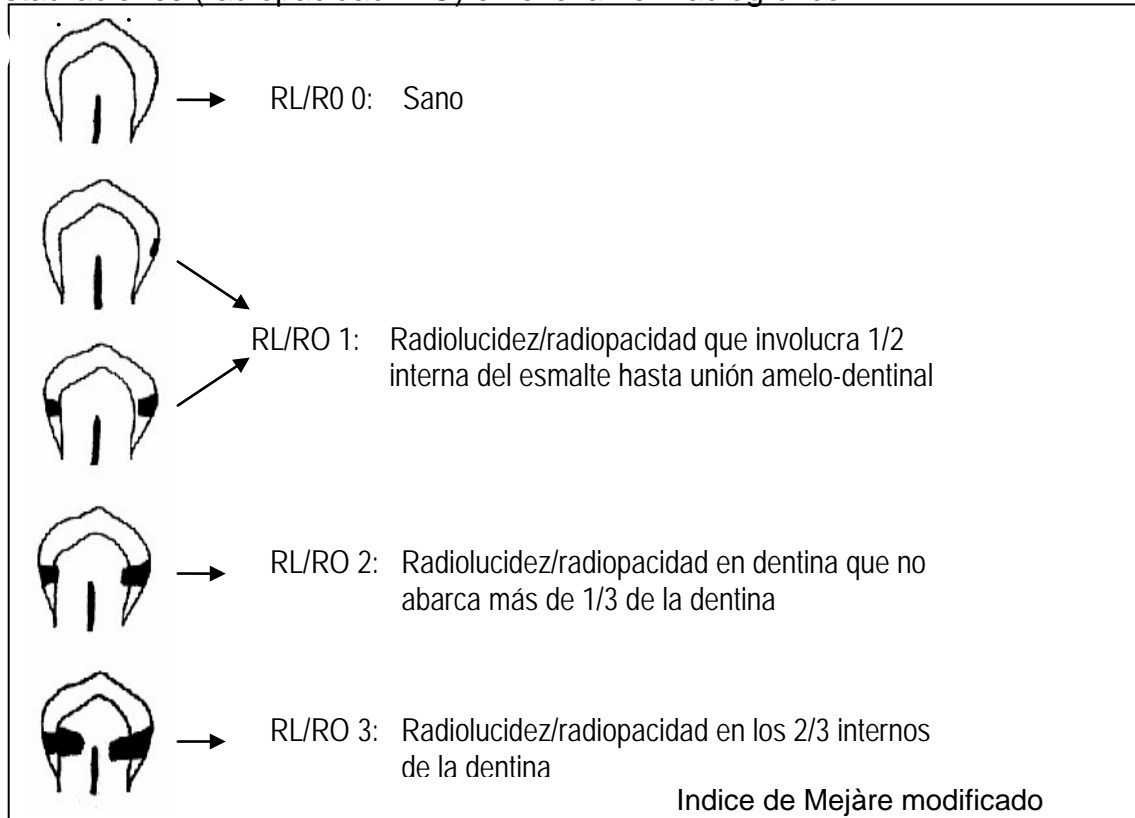 RL/R0 0: Sano
RL/RO 1: Radiolucidez/radiopacidad que involucra 1/2
interna del esmalte hasta unión amelo-dentinal
RL/RO 2: Radiolucidez/radiopacidad en dentina que no
abarca más de 1/3 de la dentina
RL/RO 3: Radiolucidez/radiopacidad en los 2/3 internos
de la dentina
Indice de Mejàre modificado